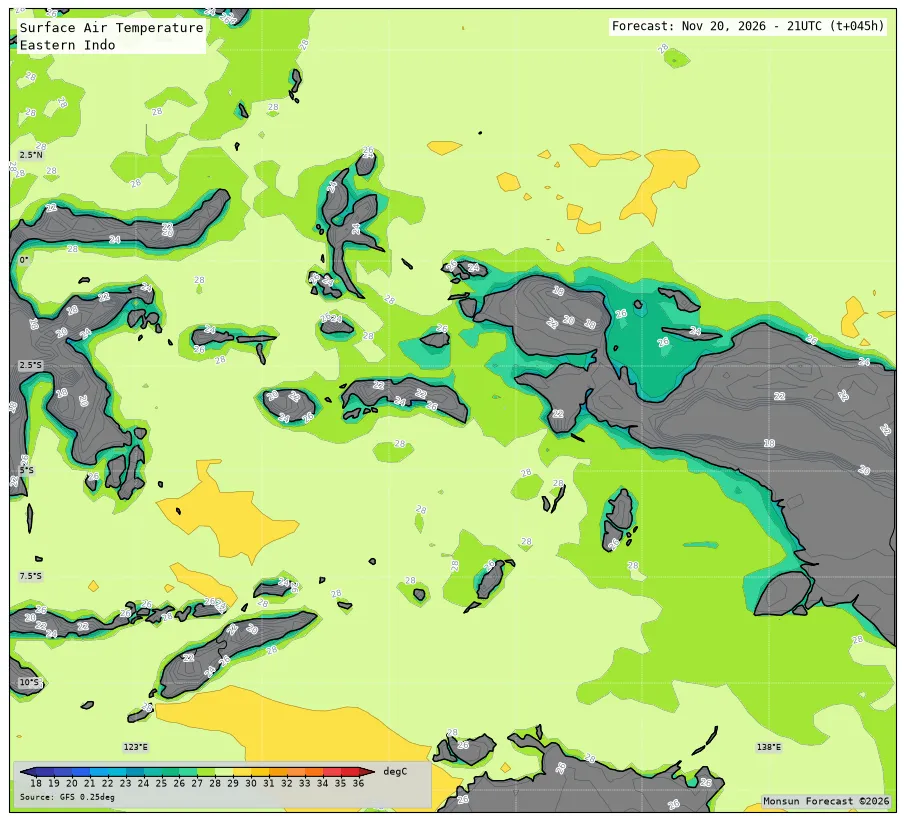 Surface Air Temperature
Eastern Indo
Forecast: Nov 20, 2026 - 21UTC (t+045h)
2.5°N
0°
2.5°S
5°S
7.5°S
10°S
123°E
138°E
degC
18 19 20 21 22 23 24 25 26 27 28 29 30 31 32 33 34 35 36
Source: GFS 0.25deg
Monsun Forecast ©2026